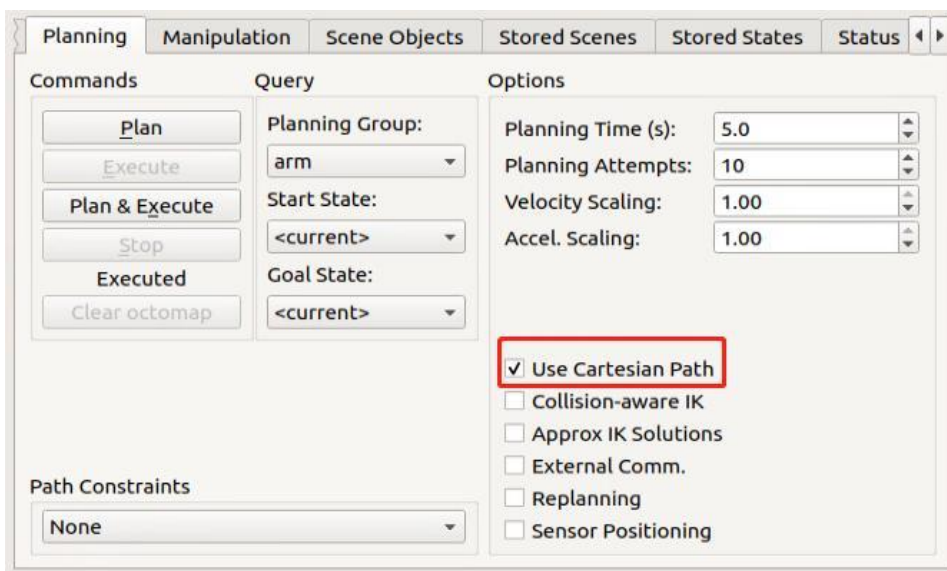 Planning Manipulation Scene Objects Stored Scenes Stored States Status
Commands
Plan
Execute
Plan & Execute
Stop
Executed
Clear octomap
Query
Planning Group:
arm
Start State:
<current>
Goal State:
<current>
Path Constraints
None
Options
Planning Time (s): 5.0
Planning Attempts: 10
Velocity Scaling: 1.00
Accel. Scaling: 1.00
Use Cartesian Path
Collision-aware IK
Approx IK Solutions
External Comm.
Replanning
Sensor Positioning